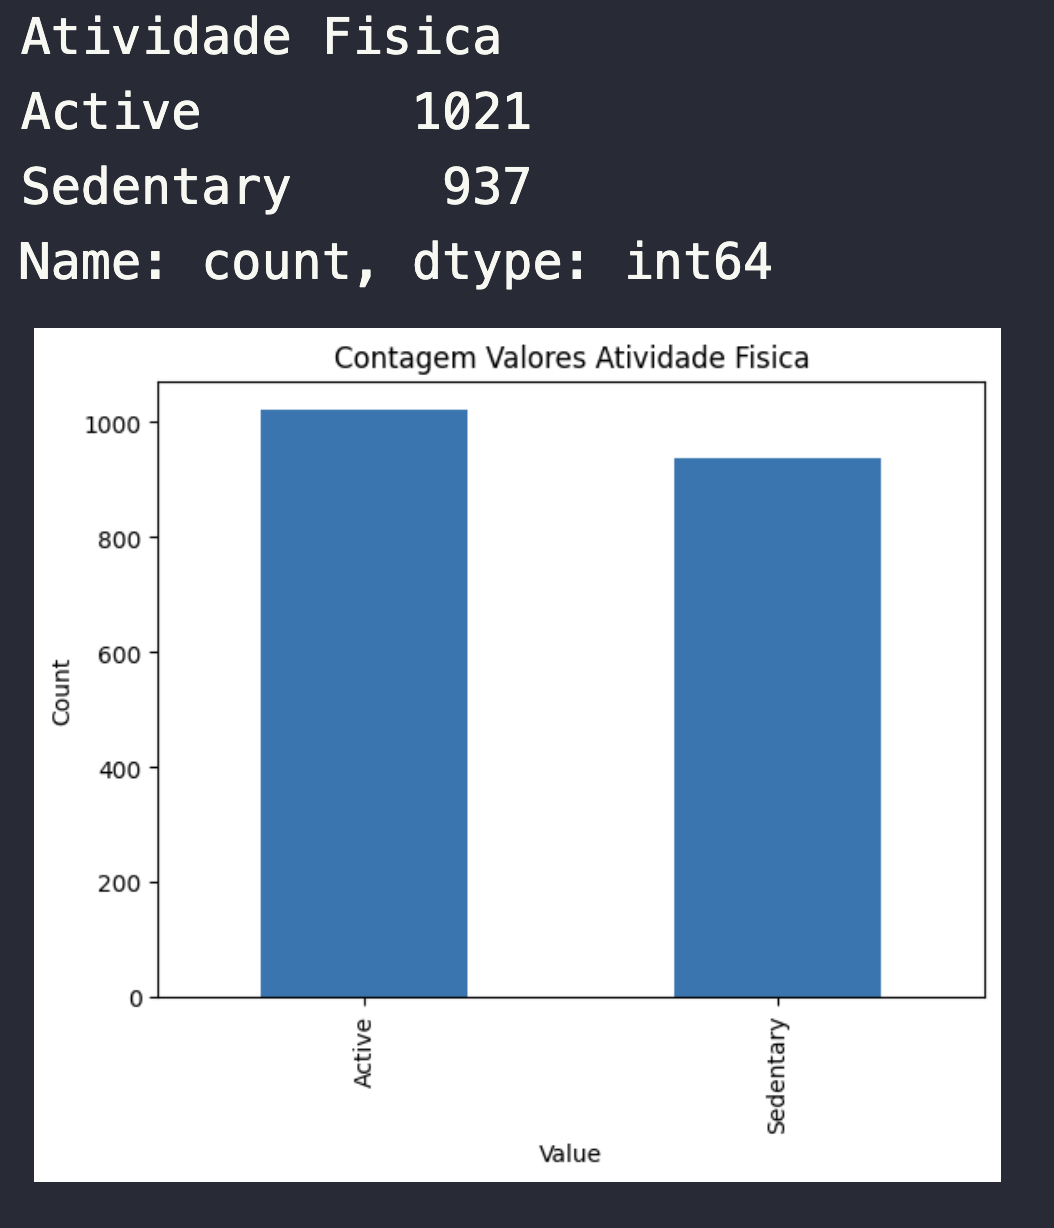 Atividade Fisica
Active 1021
Sedentary 937
Name: count, dtype: int64
Contagem Valores Atividade Fisica
1000
800
600
400
200
0
Count
Active
Sedentary
Value